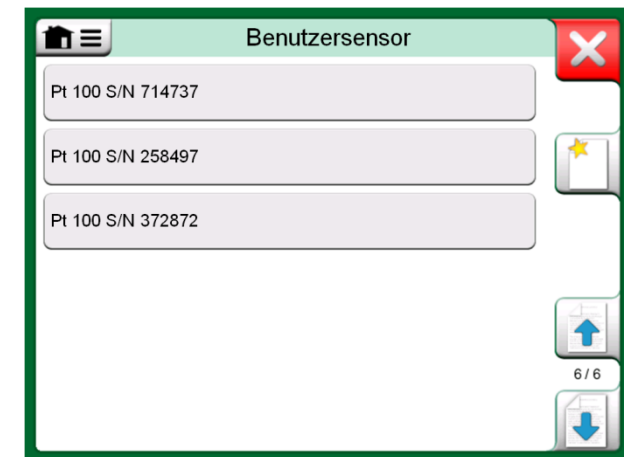 Benutzersensor
Pt 100 S/N 714737
Pt 100 S/N 258497
Pt 100 S/N 372872
6 / 6